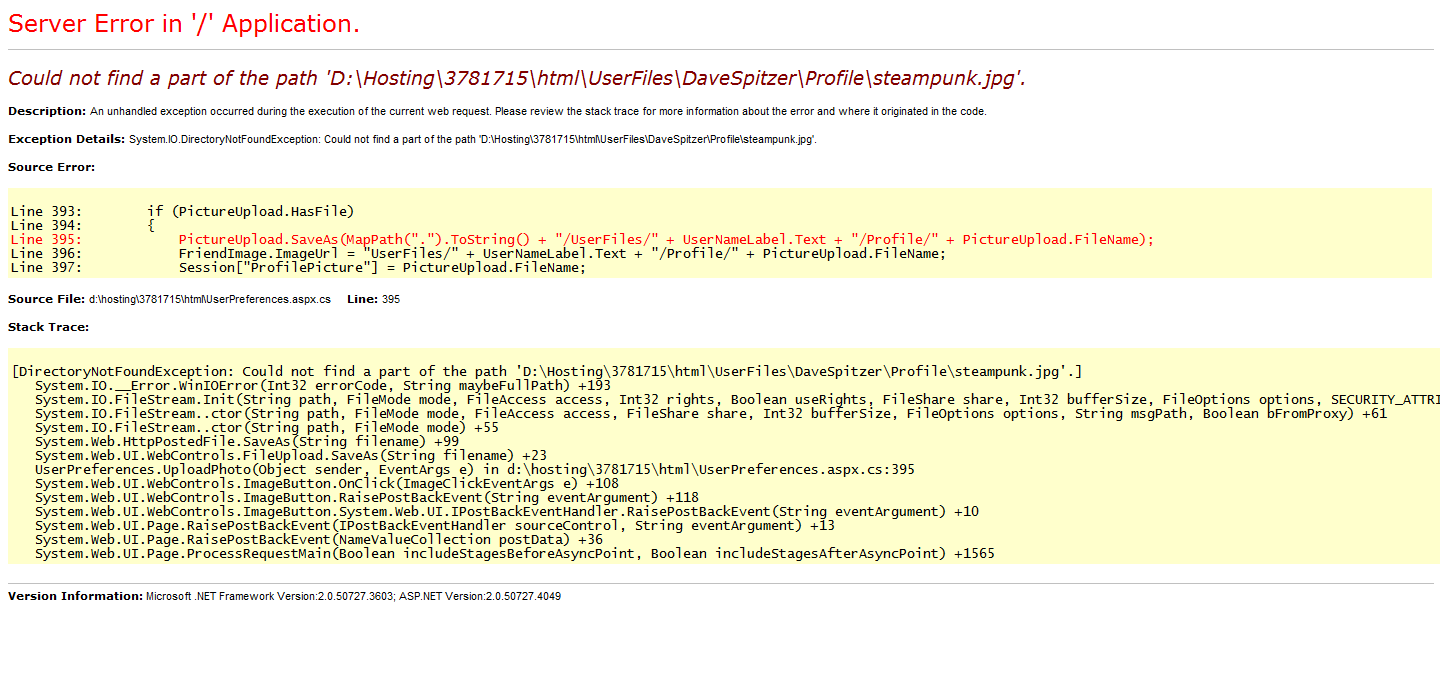 Server Error in '/' Application.
Could not find a part of the path 'D:\Hosting\3781715\html\UserFiles\DaveSpitzer\Profile\steampunk.jpg'.
Description: An unhandled exception occurred during the execution of the current web request. Please review the stack trace for more information about the error and where it originated in the code.
Exception Details: System.IO.DirectoryNotFoundException: Could not find a part of the path 'D:\Hosting\3781715\html\UserFiles\DaveSpitzer\Profile\steampunk.jpg'.
Source Error:
Line 393:        if (PictureUpload.HasFile)
Line 394:        {
Line 395:            PictureUpload.SaveAs(MapPath(".").ToString() + "/UserFiles/" + UserNameLabel.Text + "/Profile/" + PictureUpload.FileName);
Line 396:            FriendImage.ImageUrl = "UserFiles/" + UserNameLabel.Text + "/Profile/" + PictureUpload.FileName;
Line 397:            Session["ProfilePicture"] = PictureUpload.FileName;
Source File: d:\hosting\3781715\html\UserPreferences.aspx.cs    Line: 395
Stack Trace:
[DirectoryNotFoundException: Could not find a part of the path 'D:\Hosting\3781715\html\UserFiles\DaveSpitzer\Profile\steampunk.jpg'.]
   System.IO.__Error.WinIOError(Int32 errorCode, String maybeFullPath) +193
   System.IO.FileStream.Init(String path, FileMode mode, FileAccess access, Int32 rights, Boolean useRights, FileShare share, Int32 bufferSize, FileOptions options, SECURITY_ATTRI
   System.IO.FileStream..ctor(String path, FileMode mode, FileAccess access, FileShare share, Int32 bufferSize, FileOptions options, String msgPath, Boolean bFromProxy) +61
   System.IO.FileStream..ctor(String path, FileMode mode) +55
   System.Web.HttpPostedFile.SaveAs(String filename) +99
   System.Web.UI.WebControls.FileUpload.SaveAs(String filename) +23
   UserPreferences.UploadPhoto(Object sender, EventArgs e) in d:\hosting\3781715\html\UserPreferences.aspx.cs:395
   System.Web.UI.WebControls.ImageButton.OnClick(ImageClickEventArgs e) +108
   System.Web.UI.WebControls.ImageButton.RaisePostBackEvent(String eventArgument) +118
   System.Web.UI.WebControls.ImageButton.System.Web.UI.IPostBackEventHandler.RaisePostBackEvent(String eventArgument) +10
   System.Web.UI.Page.RaisePostBackEvent(IPostBackEventHandler sourceControl, String eventArgument) +13
   System.Web.UI.Page.RaisePostBackEvent(NameValueCollection postData) +36
   System.Web.UI.Page.ProcessRequestMain(Boolean includeStagesBeforeAsyncPoint, Boolean includeStagesAfterAsyncPoint) +1565
Version Information: Microsoft .NET Framework Version:2.0.50727.3603; ASP.NET Version:2.0.50727.4049